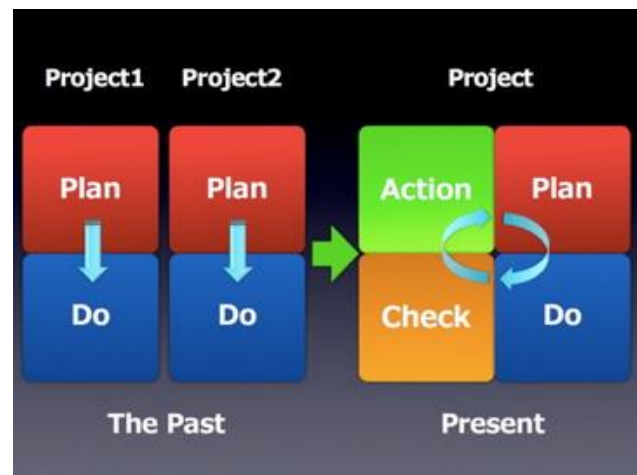 Project1 Project2 Project
Plan Plan Action Plan
Do Do Check Do
The Past Present